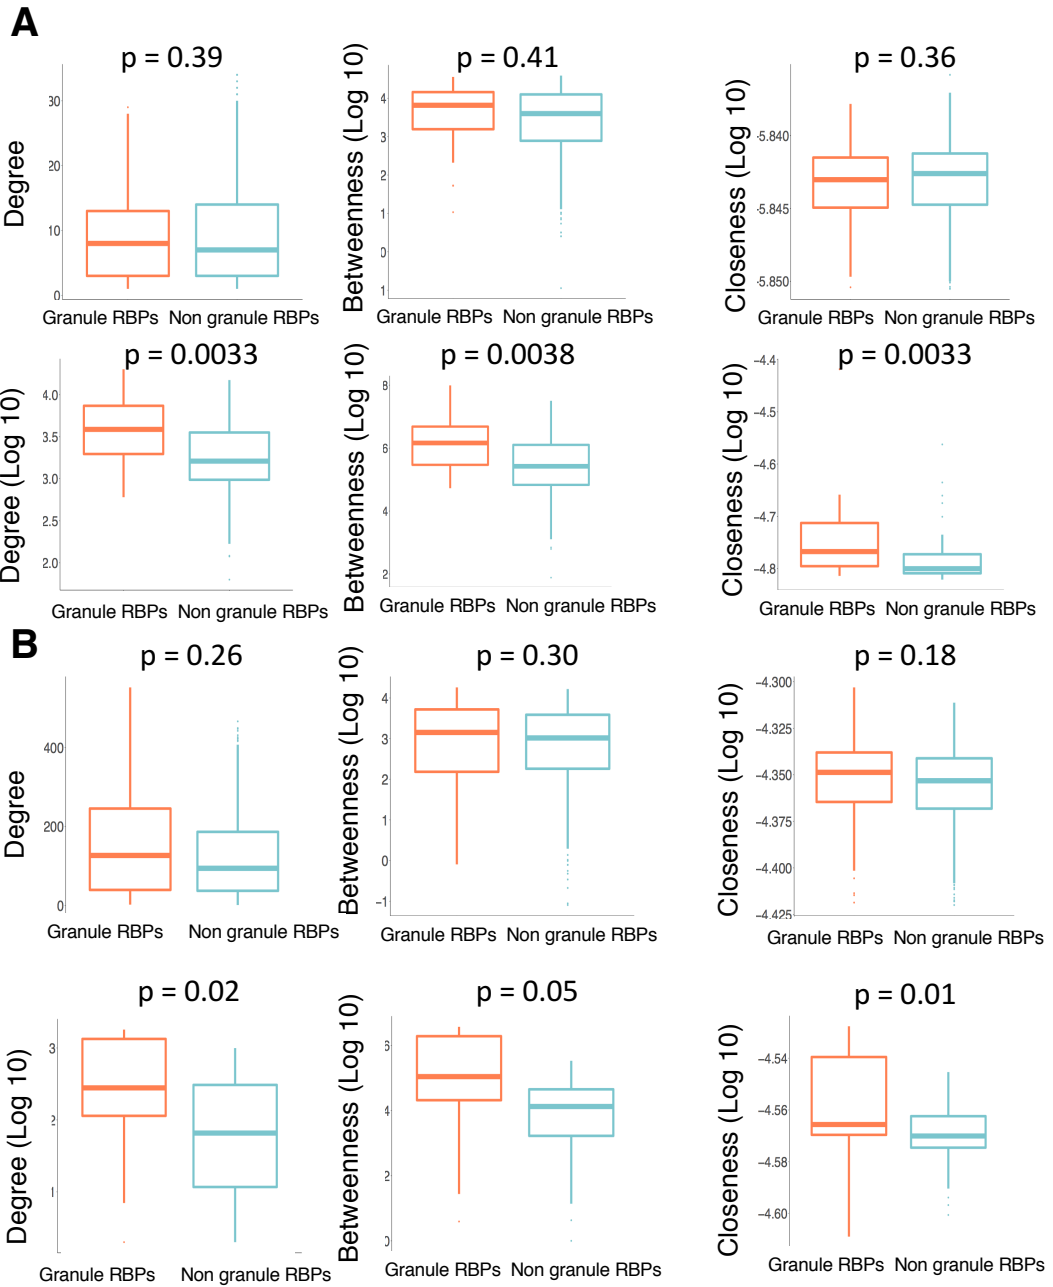 A
p = 0.39
Degree
30
20
10
0
Granule RBPs Non granule RBPs
p = 0.41
Betweenness (Log 10)
4
3
2
1
0
1
Granule RBPs Non granule RBPs
p = 0.36
Closeness (Log 10)
-5.840
-5.845
-5.850
Granule RBPs Non granule RBPs
p = 0.0033
Degree (Log 10)
4.0
3.5
3.0
2.5
2.0
Granule RBPs Non granule RBPs
p = 0.0038
Betweenness (Log 10)
8
6
4
2
Granule RBPs Non granule RBPs
p = 0.0033
Closeness (Log 10)
−4.4
−4.5
−4.6
−4.7
−4.8
Granule RBPs Non granule RBPs
B
p = 0.26
Degree
400
200
0
Granule RBPs Non granule RBPs
p = 0.30
Betweenness (Log 10)
4
3
2
1
0
−1
Granule RBPs Non granule RBPs
p = 0.18
Closeness (Log 10)
−4.300
−4.325
−4.350
−4.375
−4.400
−4.425
Granule RBPs Non granule RBPs
p = 0.02
Degree (Log 10)
3
2
1
Granule RBPs Non granule RBPs
p = 0.05
Betweenness (Log 10)
6
4
2
0
Granule RBPs Non granule RBPs
p = 0.01
Closeness (Log 10)
−4.54
−4.56
−4.58
−4.60
Granule RBPs Non granule RBPs